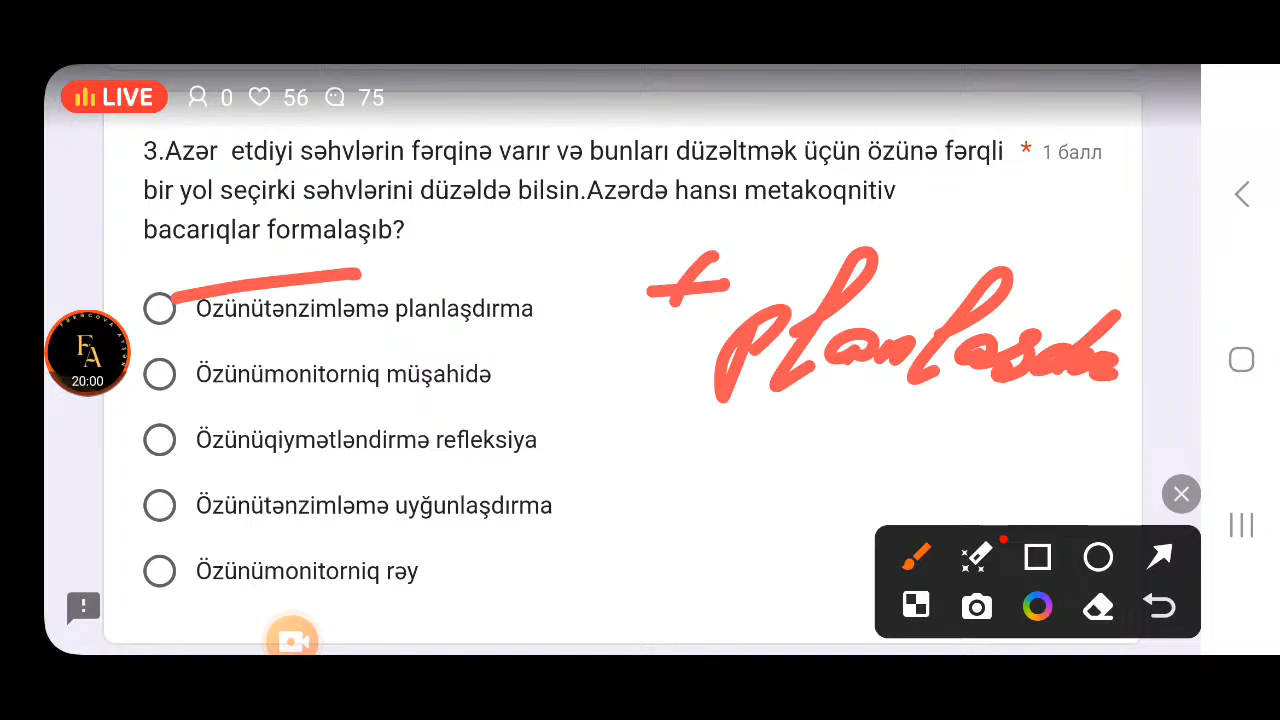 LIVE 0 56 75
3.Azər etdiyi səhvlərin fərqinə varır və bunları düzəltmək üçün özünə fərqli * 1 балл
bir yol seçirki səhvlərini düzəldə bilsin.Azərdə hansı metakoqnitiv
bacarıqlar formalaşıb?
Özünütənzimləmə planlaşdırma
+ planlasdı
FA
20:00
Özünümonitorniq müşahidə
Özünüqiymətləndirmə refleksiya
Özünütənzimləmə uyğunlaşdırma
Özünümonitorniq rəy